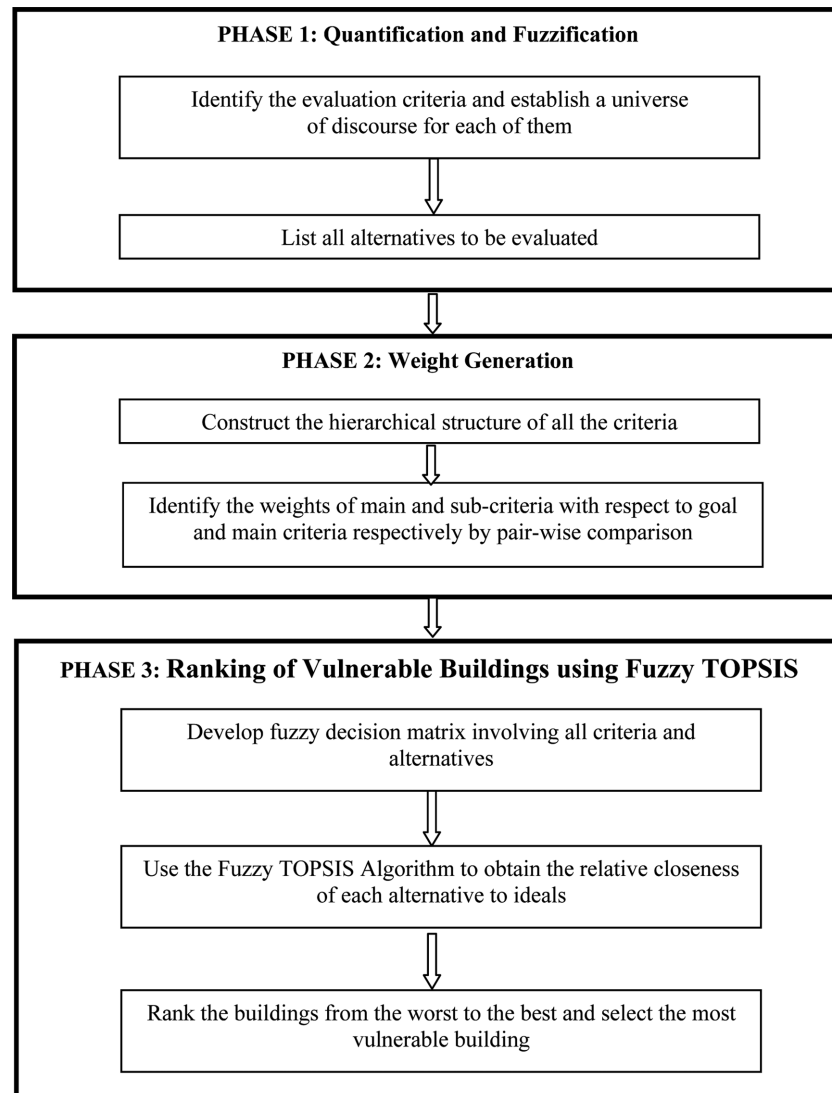 PHASE 1: Quantification and Fuzzification
Identify the evaluation criteria and establish a universe
of discourse for each of them
List all alternatives to be evaluated
PHASE 2: Weight Generation
Construct the hierarchical structure of all the criteria
Identify the weights of main and sub-criteria with respect to goal
and main criteria respectively by pair-wise comparison
PHASE 3: Ranking of Vulnerable Buildings using Fuzzy TOPSIS
Develop fuzzy decision matrix involving all criteria and
alternatives
Use the Fuzzy TOPSIS Algorithm to obtain the relative closeness
of each alternative to ideals
Rank the buildings from the worst to the best and select the most
vulnerable building